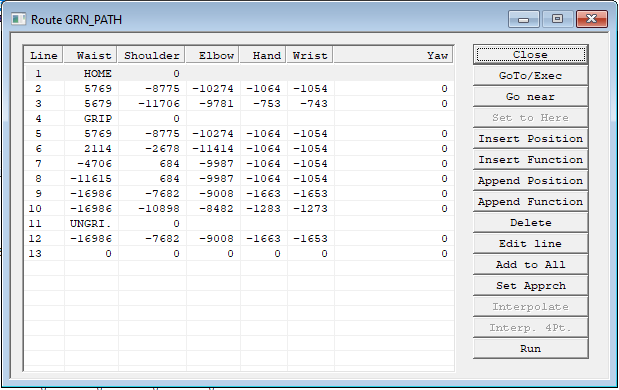 Route GRN_PATH
Line Waist Shoulder Elbow Hand Wrist Yaw
1 HOME 0
2 5769 -8775 -10274 -1064 -1054 0
3 5679 -11706 -9781 -753 -743 0
4 GRIP 0
5 5769 -8775 -10274 -1064 -1054 0
6 2114 -2678 -11414 -1064 -1054 0
7 -4706 684 -9987 -1064 -1054 0
8 -11615 684 -9987 -1064 -1054 0
9 -16986 -7682 -9008 -1663 -1653 0
10 -16986 -10898 -8482 -1283 -1273 0
11 UNGRI. 0
12 -16986 -7682 -9008 -1663 -1653 0
13 0 0 0 0 0 0
Close
GoTo/Exec
Go near
Set to Here
Insert Position
Insert Function
Append Position
Append Function
Delete
Edit line
Add to All
Set Apprch
Interpolate
Interp. 4Pt.
Run